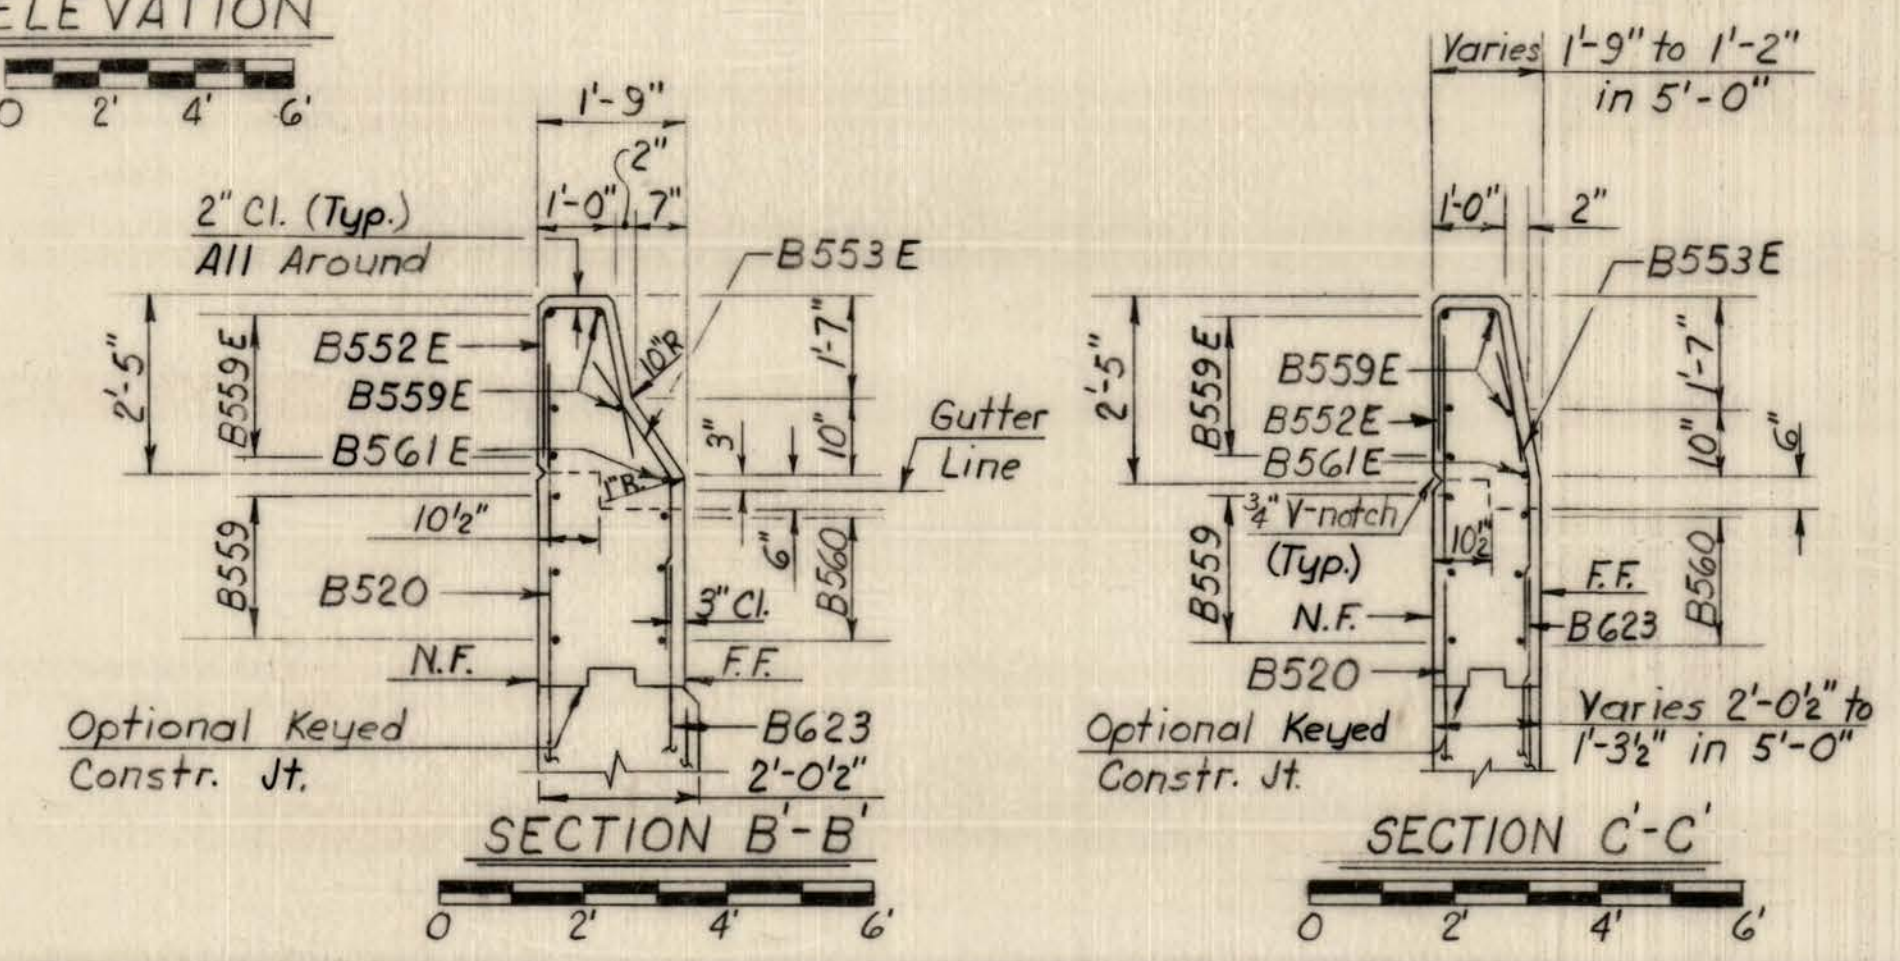 ELEVATION
0 2' 4' 6'
1'-9"
2"
1'-0" 7"
2" Cl. (Typ.)
All Around
B553E
2'-5"
B559E
B552E
10"R
1'-7"
B559E
B561E
3"
10"
Gutter
Line
1"R.
10½"
6"
B559
B560
B520
3"Cl.
N.F.
F.F.
Optional Keyed
Constr. Jt.
B623
2'-0½"
SECTION B'-B'
0 2' 4' 6'
Varies 1'-9" to 1'-2"
in 5'-0"
1'-0" 2"
B553E
2'-5"
B559E
B559E
1'-7"
B552E
B561E
10"
6"
¾" V-notch
(Typ.)
10½"
B559
B560
F.F.
N.F.
B623
B520
Optional Keyed
Constr. Jt.
Varies 2'-0½" to
1'-3½" in 5'-0"
SECTION C'-C'
0 2' 4' 6'